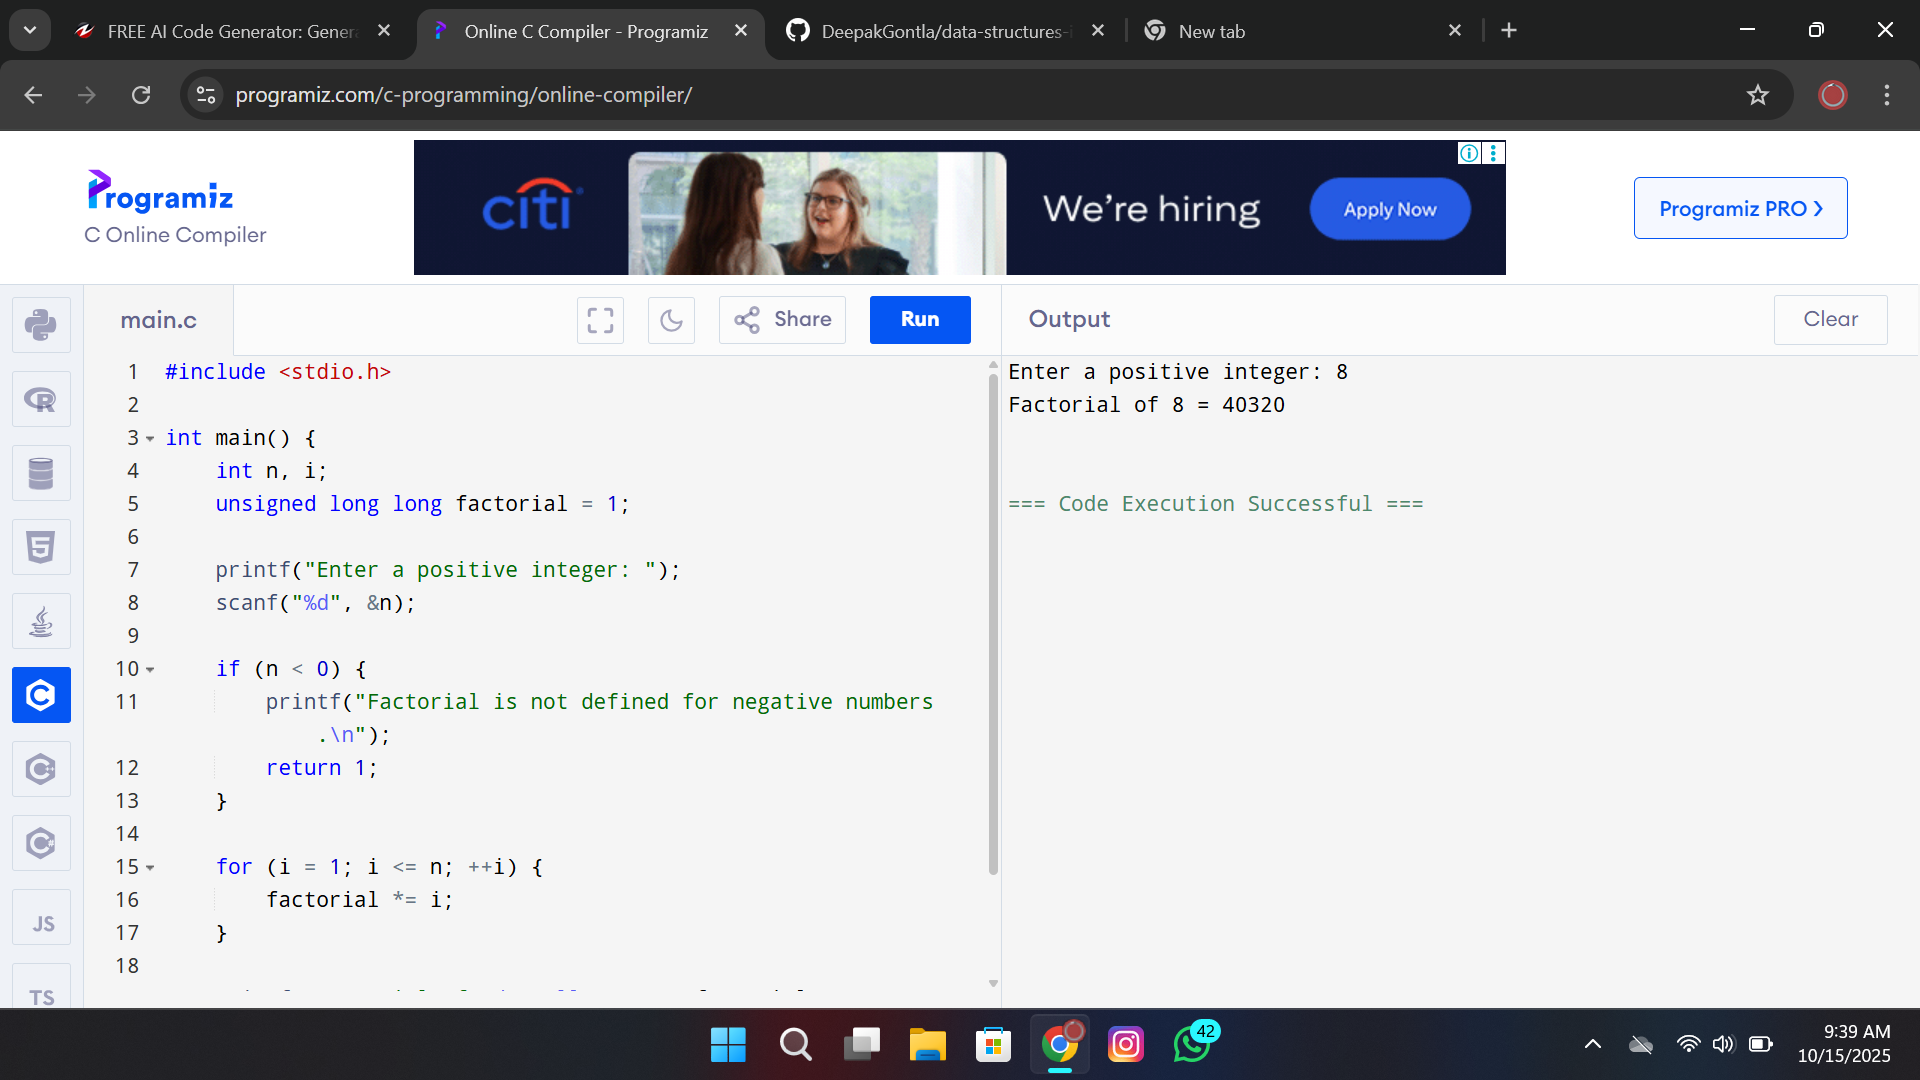 FREE AI Code Generator: Genera
Online C Compiler - Programiz
DeepakGontla/data-structures-i
New tab
programiz.com/c-programming/online-compiler/
Programiz
C Online Compiler
citi
We're hiring
Apply Now
Programiz PRO
main.c
Share
Run
Output
Clear
1 #include <stdio.h>
2
3 int main() {
4 int n, i;
5 unsigned long long factorial = 1;
6
7 printf("Enter a positive integer: ");
8 scanf("%d", &n);
9
10 if (n < 0) {
11 printf("Factorial is not defined for negative numbers
.\n");
12 return 1;
13 }
14
15 for (i = 1; i <= n; ++i) {
16 factorial *= i;
17 }
18
Enter a positive integer: 8
Factorial of 8 = 40320
=== Code Execution Successful ===
JS
TS
42
9:39 AM
10/15/2025